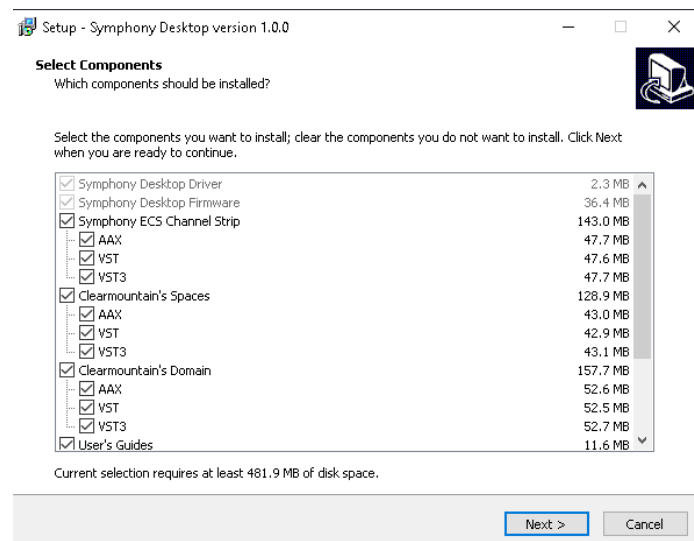 Setup - Symphony Desktop version 1.0.0
Select Components
Which components should be installed?
Select the components you want to install; clear the components you do not want to install. Click Next
when you are ready to continue.
Symphony Desktop Driver 2.3 MB
Symphony Desktop Firmware 36.4 MB
Symphony ECS Channel Strip 143.0 MB
AAX 47.7 MB
VST 47.6 MB
VST3 47.7 MB
Clearmountain's Spaces 128.9 MB
AAX 43.0 MB
VST 42.9 MB
VST3 43.1 MB
Clearmountain's Domain 157.7 MB
AAX 52.6 MB
VST 52.5 MB
VST3 52.7 MB
User's Guides 11.6 MB
Current selection requires at least 481.9 MB of disk space.
Next > Cancel